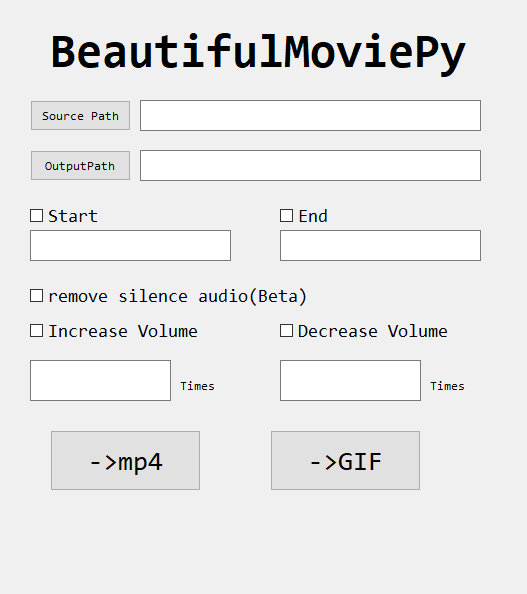 BeautifulMoviePy
Source Path
OutputPath
Start End
remove silence audio(Beta)
Increase Volume Decrease Volume
Times Times
->mp4 ->GIF